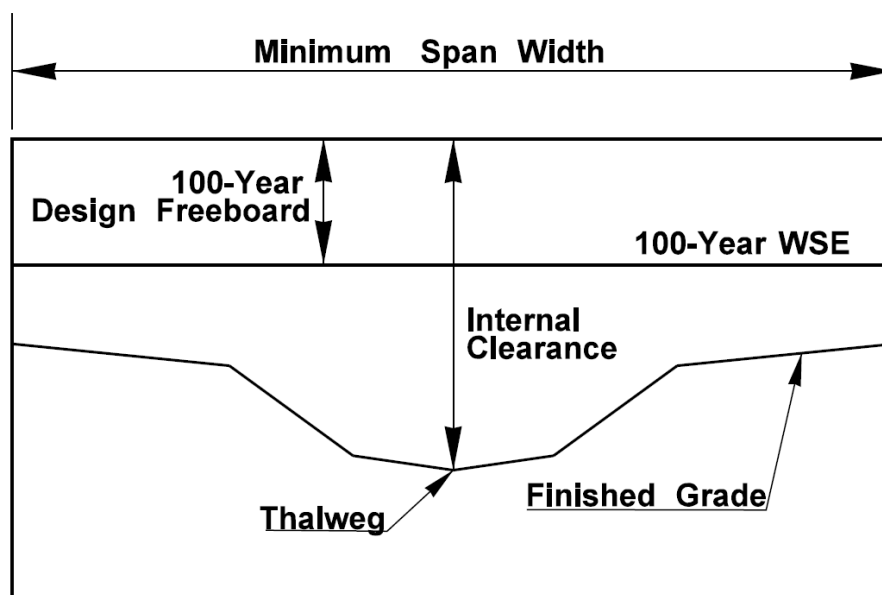 Minimum Span Width
100-Year
Design Freeboard
100-Year WSE
Internal
Clearance
Finished Grade
Thalweg